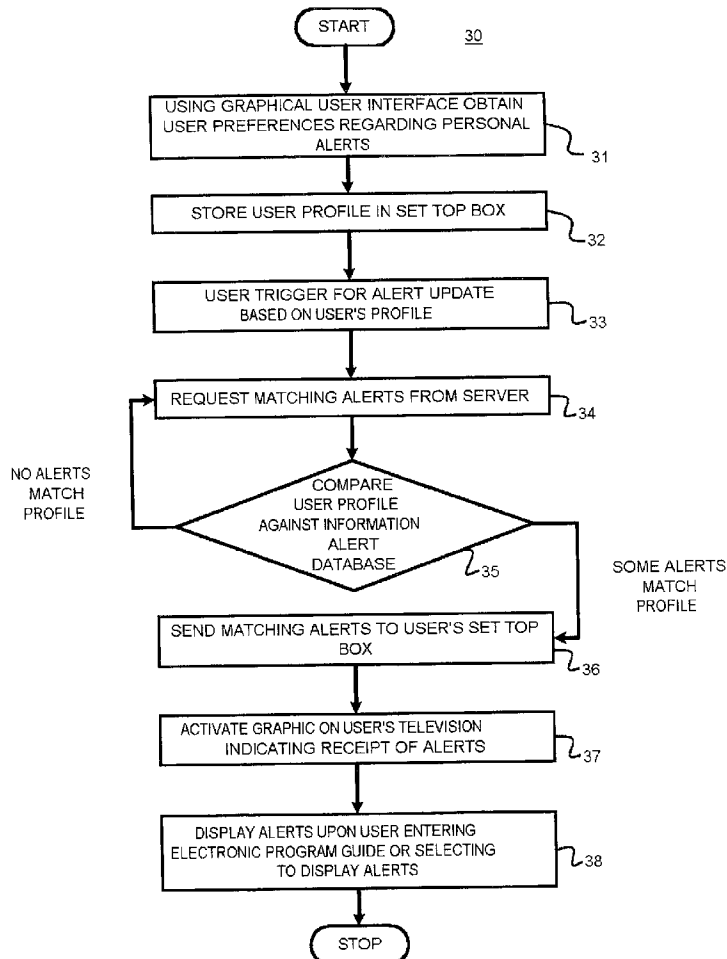 START
30
USING GRAPHICAL USER INTERFACE OBTAIN
USER PREFERENCES REGARDING PERSONAL
ALERTS
31
STORE USER PROFILE IN SET TOP BOX
32
USER TRIGGER FOR ALERT UPDATE
BASED ON USER'S PROFILE
33
REQUEST MATCHING ALERTS FROM SERVER
34
NO ALERTS
MATCH
PROFILE
COMPARE
USER PROFILE
AGAINST INFORMATION
ALERT
DATABASE
35
SOME ALERTS
MATCH
PROFILE
SEND MATCHING ALERTS TO USER'S SET TOP
BOX
36
ACTIVATE GRAPHIC ON USER'S TELEVISION
INDICATING RECEIPT OF ALERTS
37
DISPLAY ALERTS UPON USER ENTERING
ELECTRONIC PROGRAM GUIDE OR SELECTING
TO DISPLAY ALERTS
38
STOP